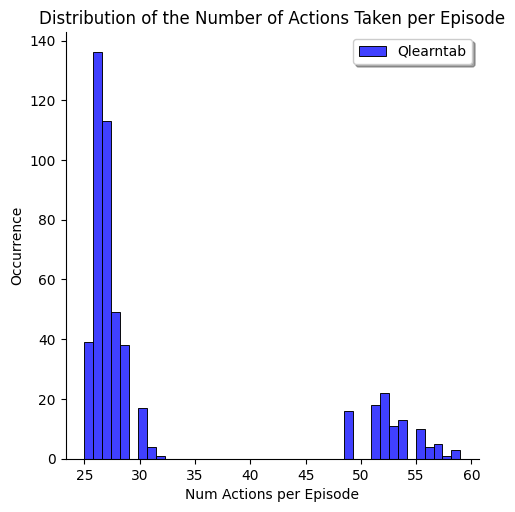 Distribution of the Number of Actions Taken per Episode
Qlearntab
140
120
100
80
60
40
20
0
Occurrence
25 30 35 40 45 50 55 60
Num Actions per Episode